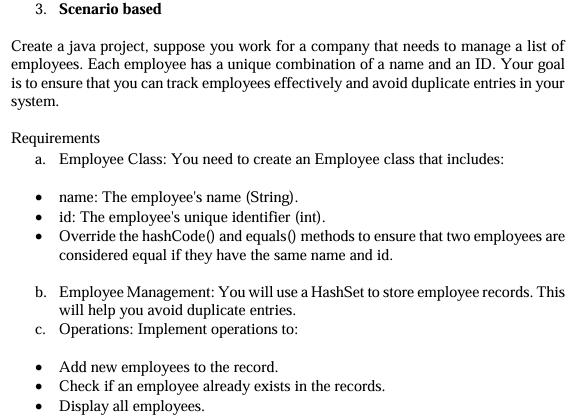 3. Scenario based
Create a java project, suppose you work for a company that needs to manage a list of
employees. Each employee has a unique combination of a name and an ID. Your goal
is to ensure that you can track employees effectively and avoid duplicate entries in your
system.
Requirements
a. Employee Class: You need to create an Employee class that includes:
• name: The employee's name (String).
• id: The employee's unique identifier (int).
• Override the hashCode() and equals() methods to ensure that two employees are
considered equal if they have the same name and id.
b. Employee Management: You will use a HashSet to store employee records. This
will help you avoid duplicate entries.
c. Operations: Implement operations to:
• Add new employees to the record.
• Check if an employee already exists in the records.
• Display all employees.